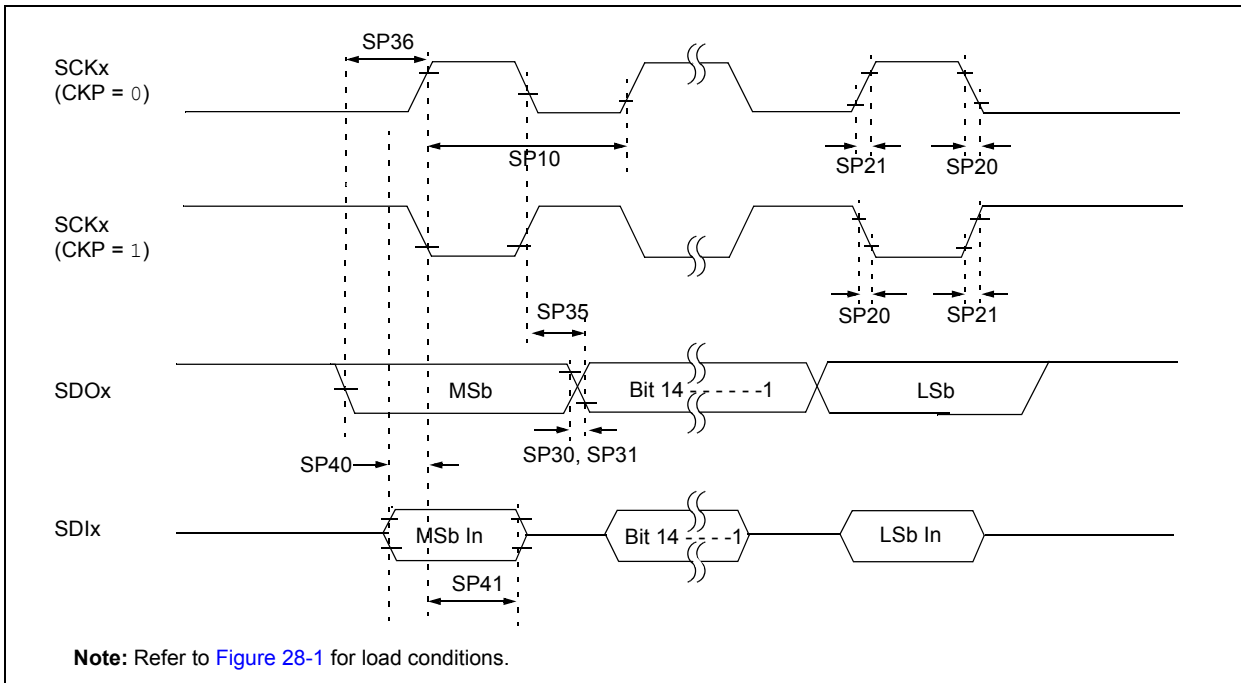 SP36
SCKx
(CKP = 0)
SP10
SP21
SP20
SCKx
(CKP = 1)
SP35
SP20
SP21
SDOx
MSb
Bit 14 - - - - - -1
LSb
SP40
SP30, SP31
SDIx
MSb In
Bit 14 - - - -1
LSb In
SP41
Note: Refer to Figure 28-1 for load conditions.